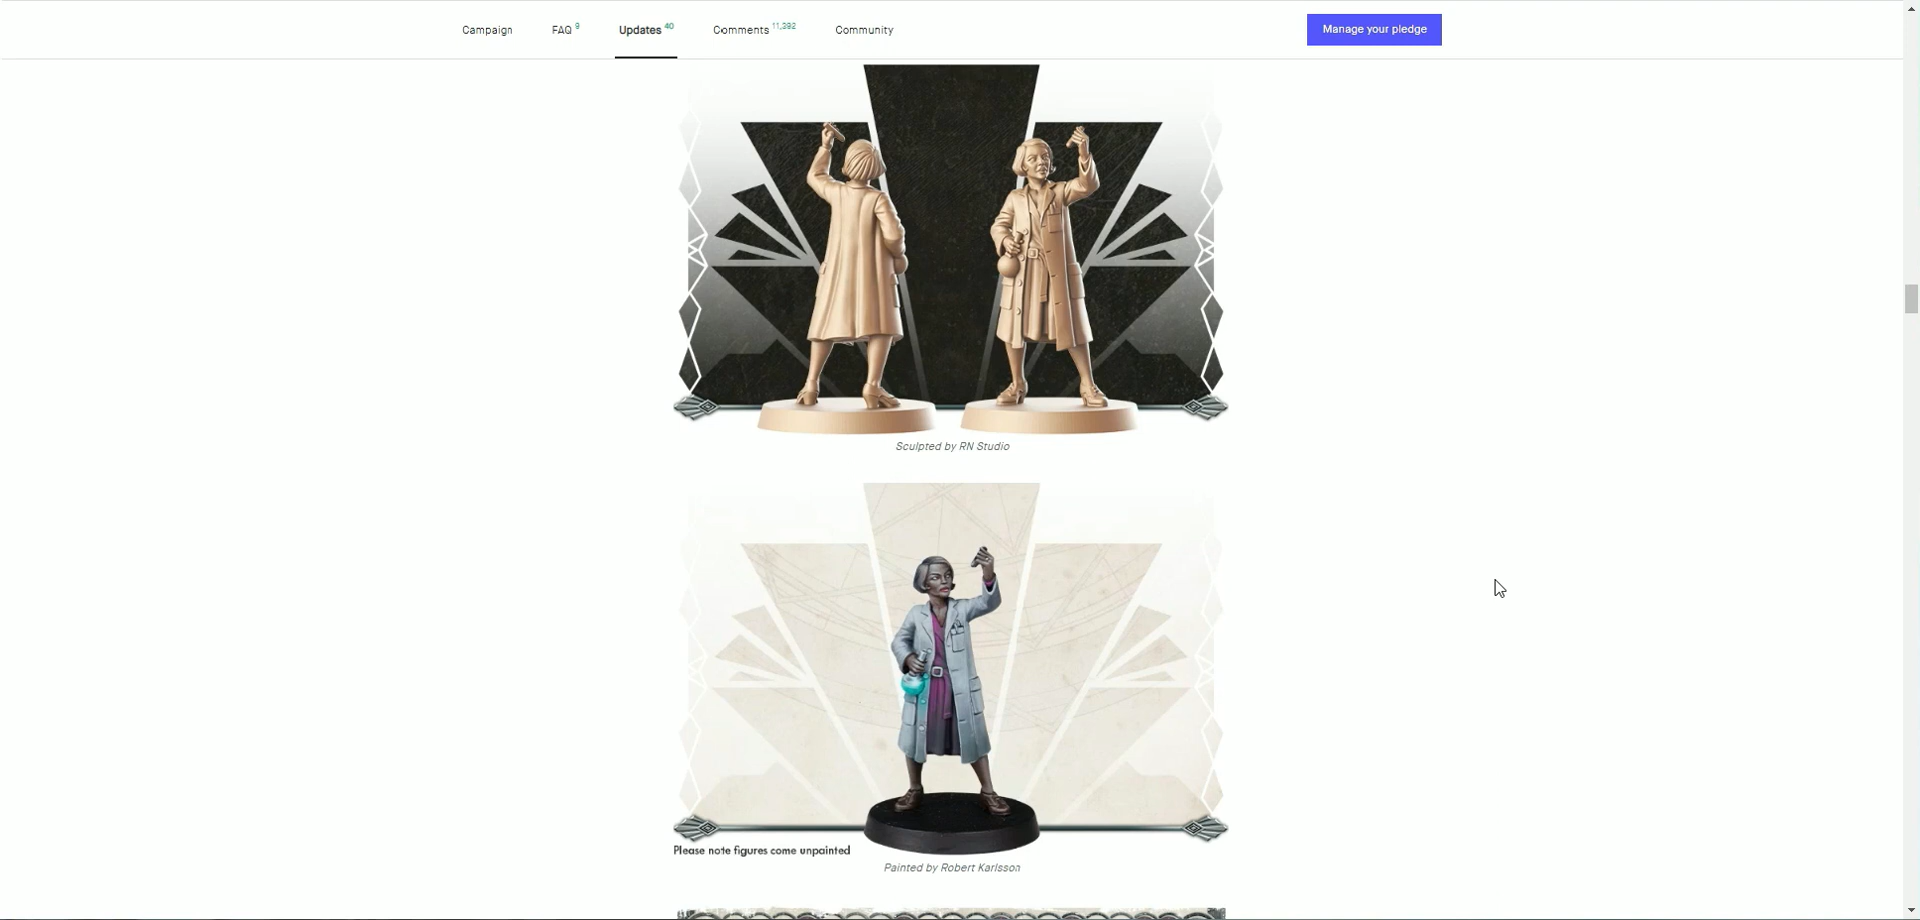 Campaign FAQ 9 Updates 40 Comments 11,392 Community Manage your pledge
Sculpted by RN Studio
Please note figures come unpainted
Painted by Robert Karlsson